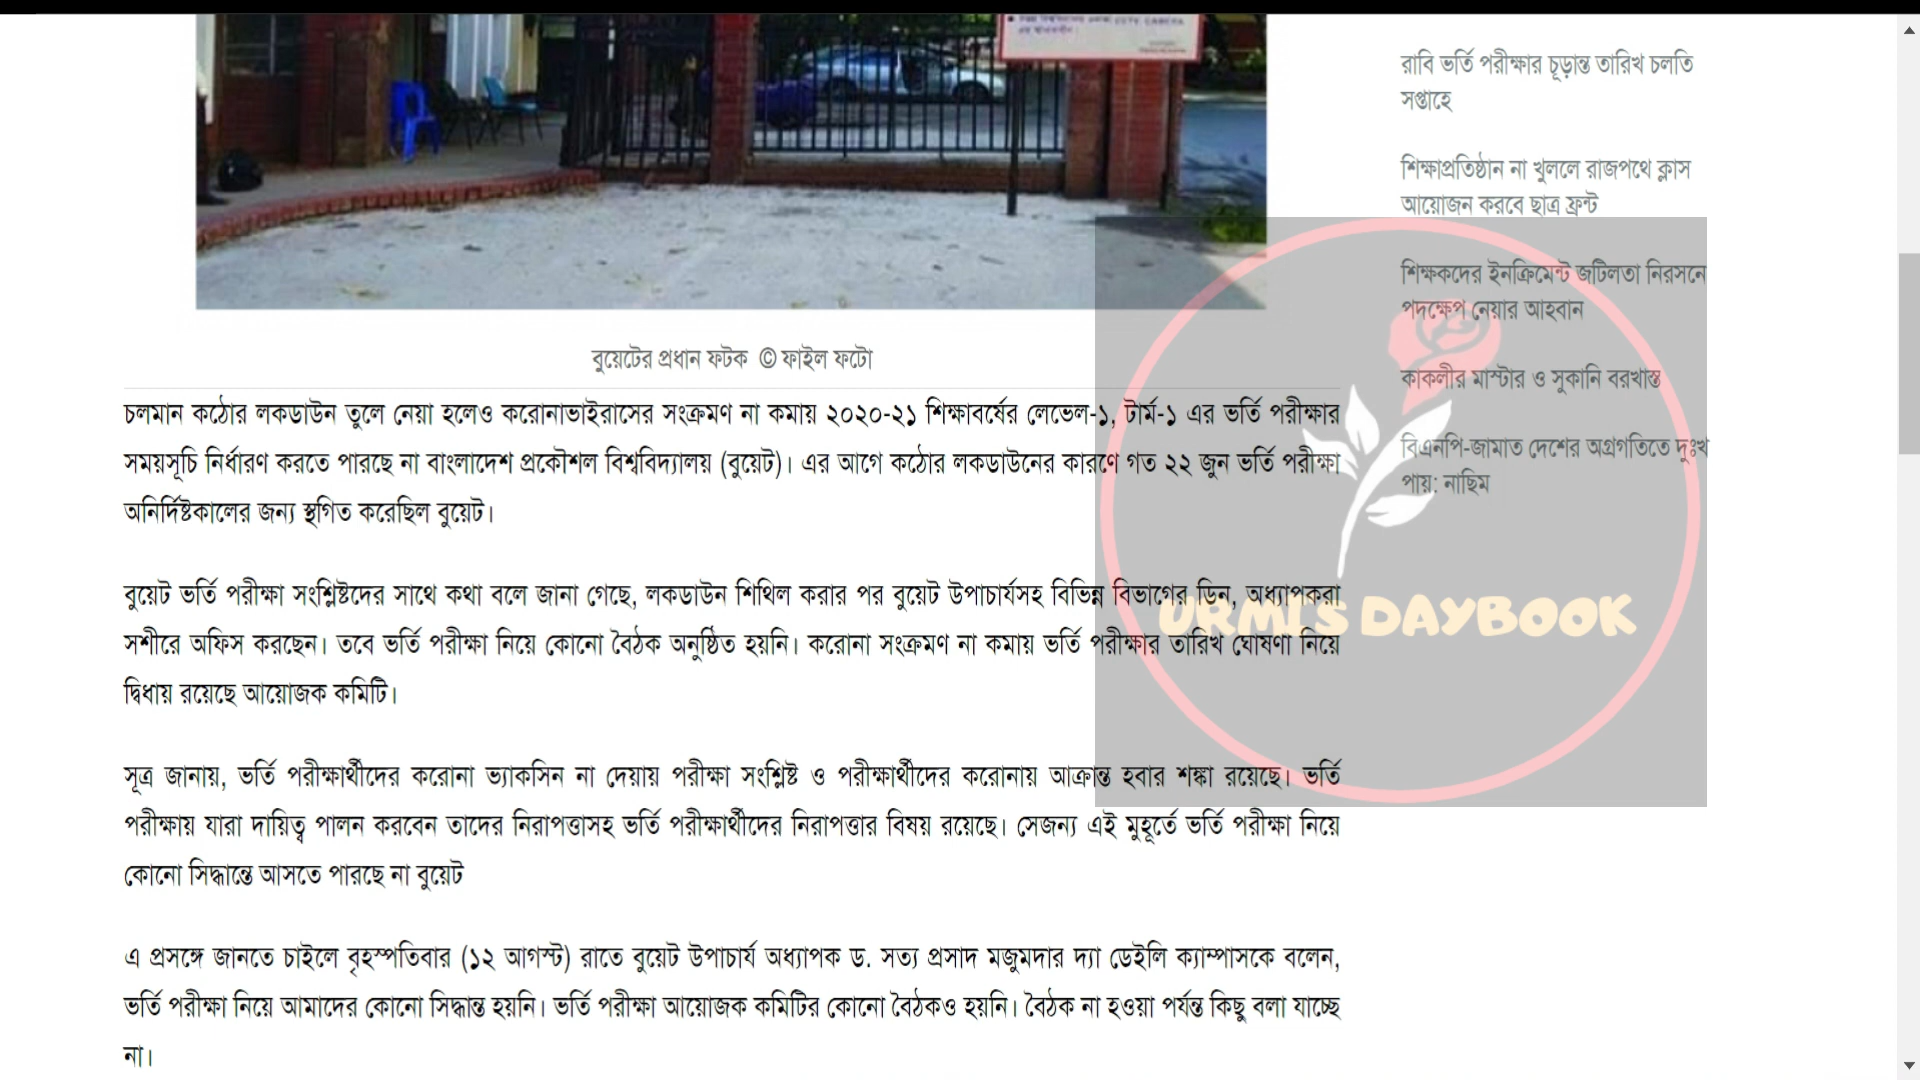 CCTV CAMERA
রাবি ভর্তি পরীক্ষার চূড়ান্ত তারিখ চলতি
সপ্তাহে
শিক্ষাপ্রতিষ্ঠান না খুললে রাজপথে ক্লাস
আয়োজন করবে ছাত্র ফ্রন্ট
শিক্ষকদের ইনক্রিমেন্ট জটিলতা নিরসনে
পদক্ষেপ নেয়ার আহবান
কাকলীর মাস্টার ও সুকানি বরখাস্ত
বিএনপি-জামাত দেশের অগ্রগতিতে দুঃখ
পায়: নাছিম
বুয়েটের প্রধান ফটক © ফাইল ফটো
চলমান কঠোর লকডাউন তুলে নেয়া হলেও করোনাভাইরাসের সংক্রমণ না কমায় ২০২০-২১ শিক্ষাবর্ষের লেভেল-১, টার্ম-১ এর ভর্তি পরীক্ষার
সময়সূচি নির্ধারণ করতে পারছে না বাংলাদেশ প্রকৌশল বিশ্ববিদ্যালয় (বুয়েট)। এর আগে কঠোর লকডাউনের কারণে গত ২২ জুন ভর্তি পরীক্ষা
অনির্দিষ্টকালের জন্য স্থগিত করেছিল বুয়েট।
বুয়েট ভর্তি পরীক্ষা সংশ্লিষ্টদের সাথে কথা বলে জানা গেছে, লকডাউন শিথিল করার পর বুয়েট উপাচার্যসহ বিভিন্ন বিভাগের ডিন, অধ্যাপকরা
সশীরে অফিস করছেন। তবে ভর্তি পরীক্ষা নিয়ে কোনো বৈঠক অনুষ্ঠিত হয়নি। করোনা সংক্রমণ না কমায় ভর্তি পরীক্ষার তারিখ ঘোষণা নিয়ে
দ্বিধায় রয়েছে আয়োজক কমিটি।
সূত্র জানায়, ভর্তি পরীক্ষার্থীদের করোনা ভ্যাকসিন না দেয়ায় পরীক্ষা সংশ্লিষ্ট ও পরীক্ষার্থীদের করোনায় আক্রান্ত হবার শঙ্কা রয়েছে। ভর্তি
পরীক্ষায় যারা দায়িত্ব পালন করবেন তাদের নিরাপত্তাসহ ভর্তি পরীক্ষার্থীদের নিরাপত্তার বিষয় রয়েছে। সেজন্য এই মুহূর্তে ভর্তি পরীক্ষা নিয়ে
কোনো সিদ্ধান্তে আসতে পারছে না বুয়েট
এ প্রসঙ্গে জানতে চাইলে বৃহস্পতিবার (১২ আগস্ট) রাতে বুয়েট উপাচার্য অধ্যাপক ড. সত্য প্রসাদ মজুমদার দ্যা ডেইলি ক্যাম্পাসকে বলেন,
ভর্তি পরীক্ষা নিয়ে আমাদের কোনো সিদ্ধান্ত হয়নি। ভর্তি পরীক্ষা আয়োজক কমিটির কোনো বৈঠকও হয়নি। বৈঠক না হওয়া পর্যন্ত কিছু বলা যাচ্ছে
না।
URMI'S DAYBOOK